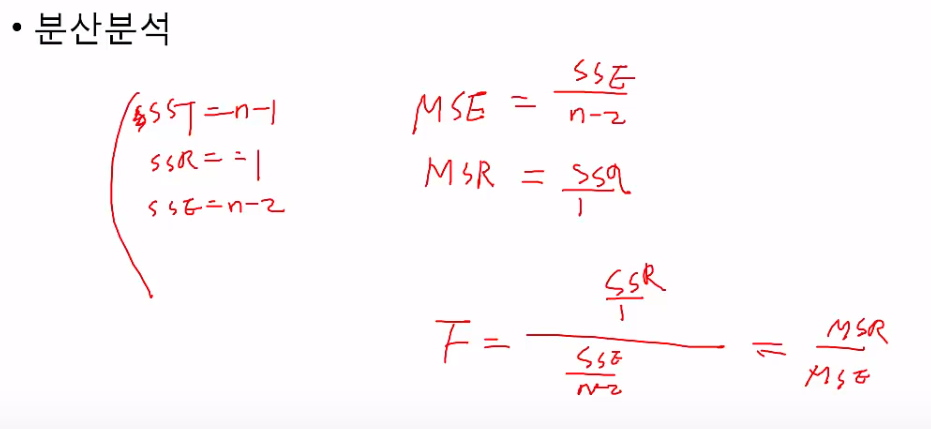 • 분산분석
SST = n-1
SSR = = 1
SSE = n-2
MSE = SSE / n-2
MSR = SSR / 1
F = SSR / 1 / SSE / n-2 = MSR / MSE